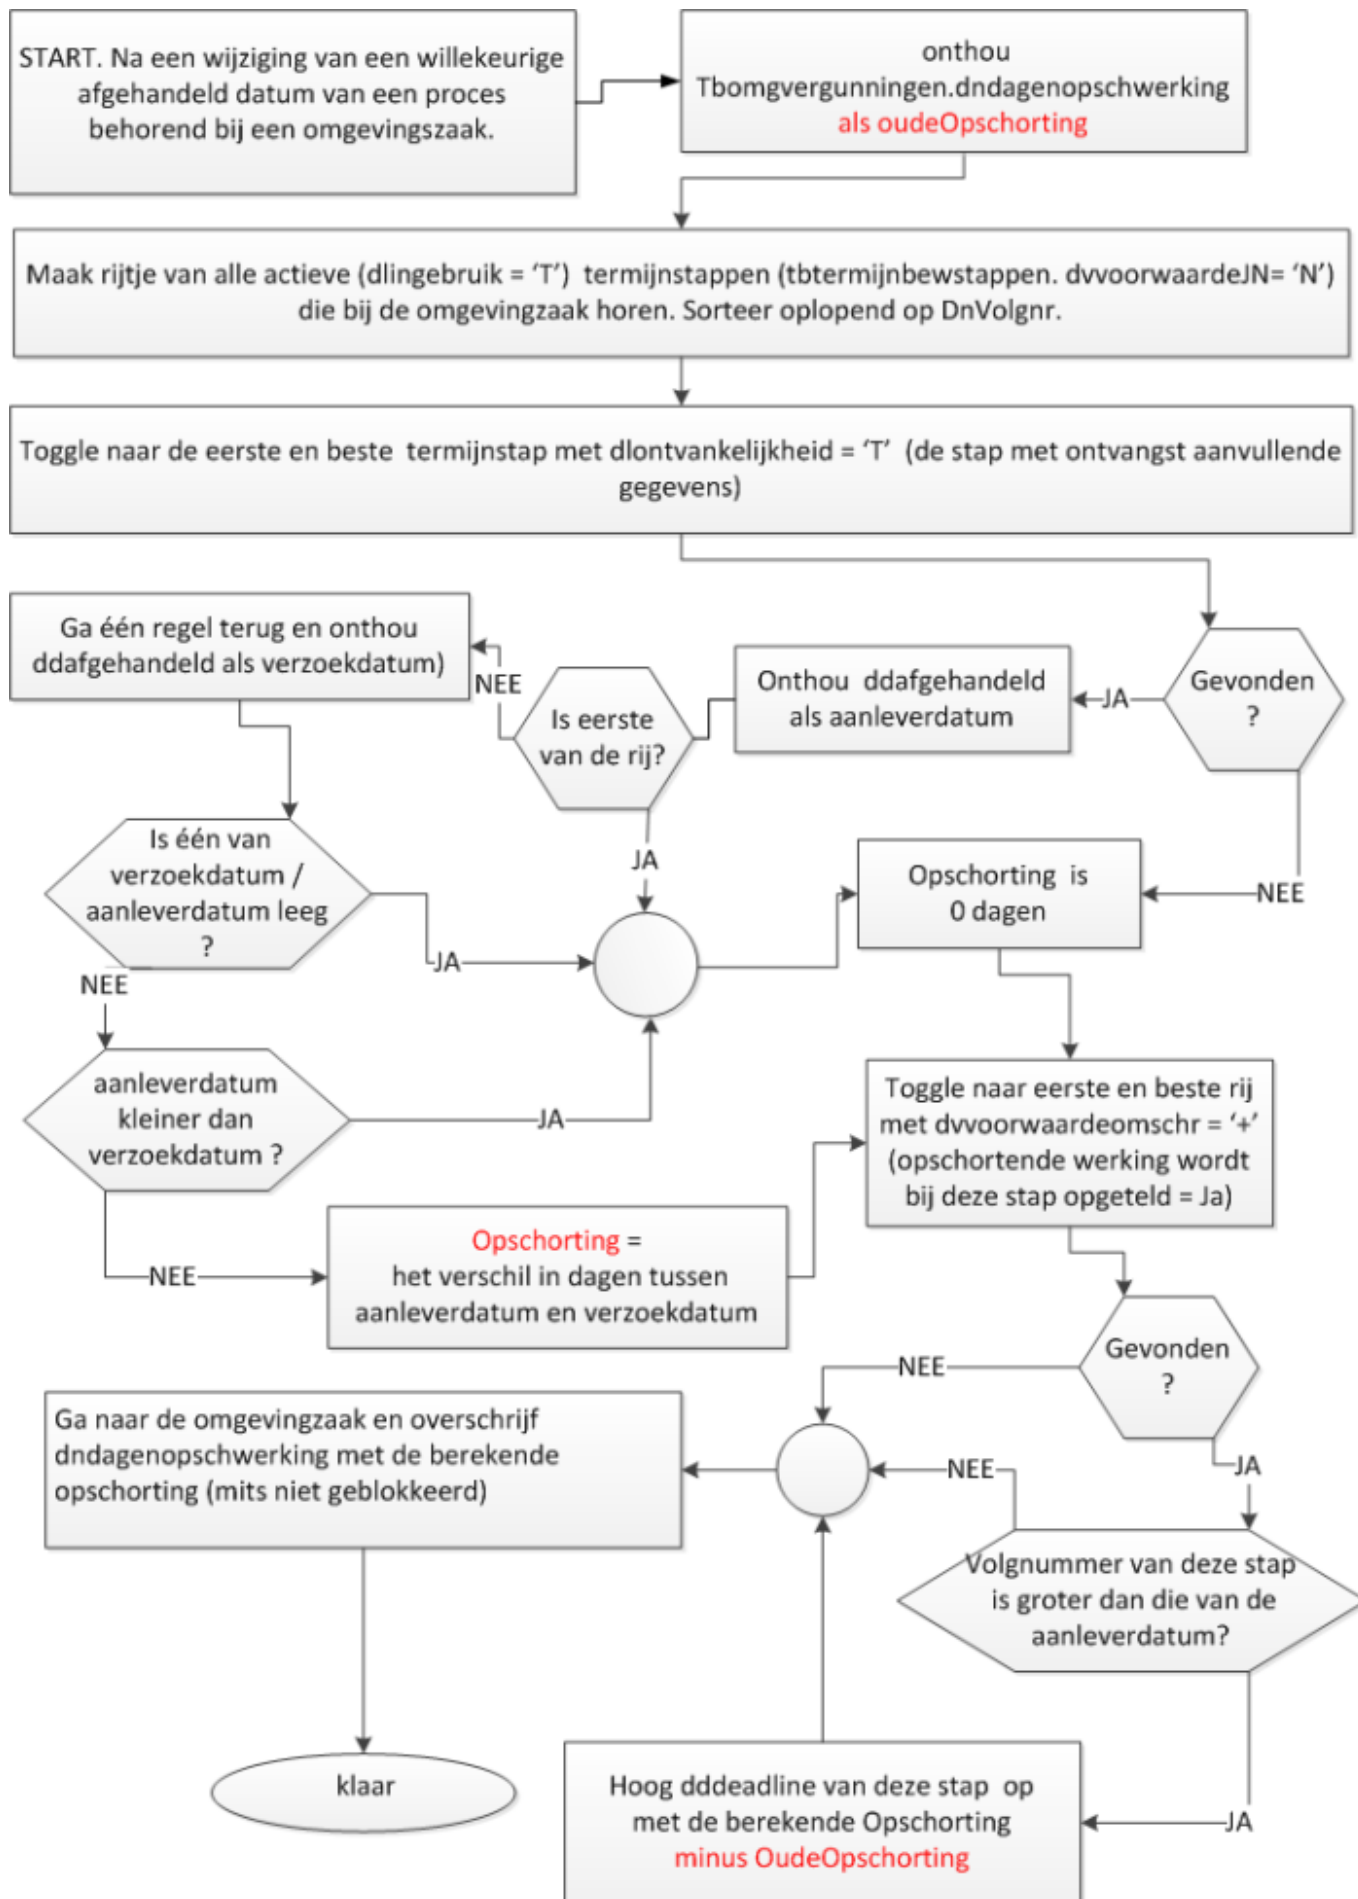 START. Na een wijziging van een willekeurige
afgehandeld datum van een proces
behorend bij een omgevingszaak.
onthou
Tbomgvergunningen.dndagenopschwerking
als oudeOpschorting
Maak rijtje van alle actieve (dlingebruik = ‘T’)  termijnstappen (tbtermijnbewstappen. dvvoorwaardeJN= ‘N’)
die bij de omgevingzaak horen. Sorteer oplopend op DnVolgnr.
Toggle naar de eerste en beste  termijnstap met dlontvankelijkheid = ‘T’  (de stap met ontvangst aanvullende
gegevens)
Gevonden
?
JA
NEE
Onthou  ddafgehandeld
als aanleverdatum
Is eerste
van de rij?
NEE
JA
Ga één regel terug en onthou
ddafgehandeld als verzoekdatum)
Is één van
verzoekdatum /
aanleverdatum leeg
?
JA
NEE
aanleverdatum
kleiner dan
verzoekdatum ?
JA
NEE
Opschorting =
het verschil in dagen tussen
aanleverdatum en verzoekdatum
Opschorting  is
0 dagen
Toggle naar eerste en beste rij
met dvvoorwaardeomschr = ‘+’
(opschortende werking wordt
bij deze stap opgeteld = Ja)
Gevonden
?
NEE
JA
Volgnummer van deze stap
is groter dan die van de
aanleverdatum?
NEE
JA
Hoog dddeadline van deze stap  op
met de berekende Opschorting
minus OudeOpschorting
Ga naar de omgevingzaak en overschrijf
dndagenopschwerking met de berekende
opschorting (mits niet geblokkeerd)
klaar